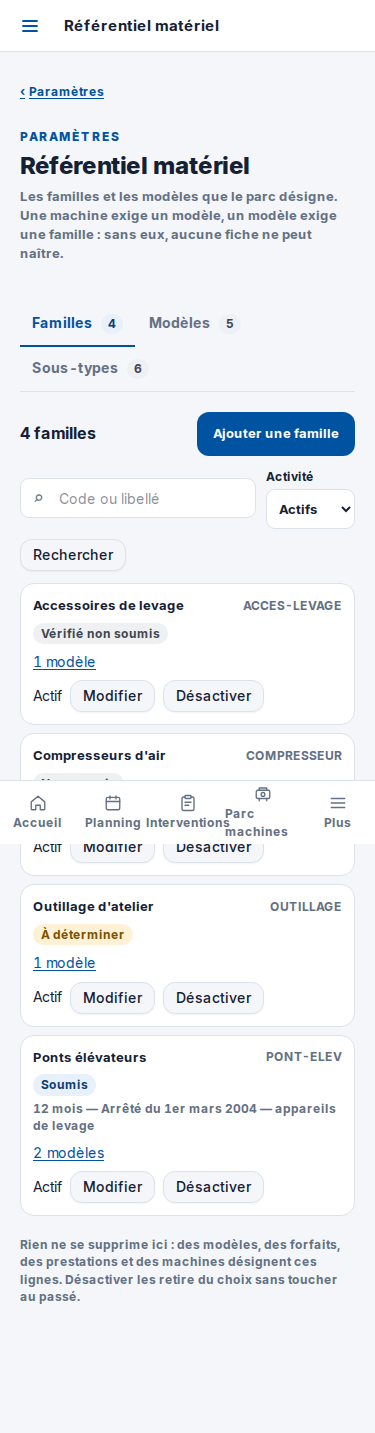 Référentiel matériel
‹ Paramètres
PARAMÈTRES
Référentiel matériel
Les familles et les modèles que le parc désigne.
Une machine exige un modèle, un modèle exige
une famille : sans eux, aucune fiche ne peut
naître.
Familles 4 Modèles 5
Sous-types 6
4 familles Ajouter une famille
Activité
Code ou libellé Actifs
Rechercher
Accessoires de levage ACCES-LEVAGE
Vérifié non soumis
1 modèle
Actif Modifier Désactiver
Compresseurs d'air COMPRESSEUR
Accueil Planning Interventions Parc machines Plus
Actif Modifier Désactiver
Outillage d'atelier OUTILLAGE
À déterminer
1 modèle
Actif Modifier Désactiver
Ponts élévateurs PONT-ELEV
Soumis
12 mois — Arrêté du 1er mars 2004 — appareils
de levage
2 modèles
Actif Modifier Désactiver
Rien ne se supprime ici : des modèles, des forfaits,
des prestations et des machines désignent ces
lignes. Désactiver les retire du choix sans toucher
au passé.